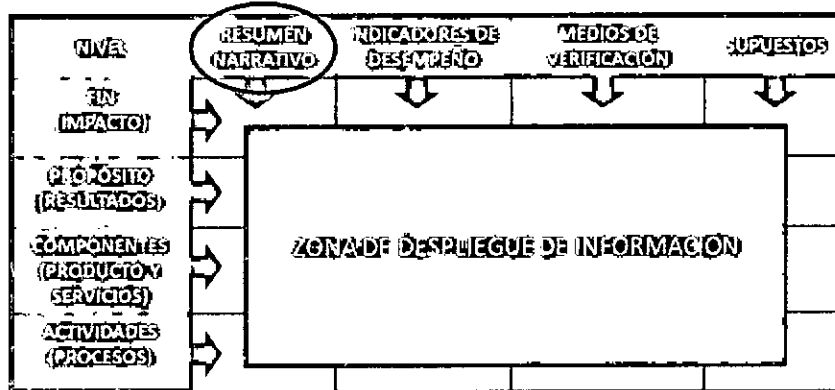 NIVEL
RESUMEN
NARRATIVO
INDICADORES DE
DESEMPEÑO
MEDIOS DE
VERIFICACIÓN
SUPUESTOS
FIN
(IMPACTO)
PROPÓSITO
(RESULTADOS)
COMPONENTES
(PRODUCTO Y
SERVICIOS)
ACTIVIDADES
(PROCESOS)
ZONA DE DESPLIEGUE DE INFORMACIÓN